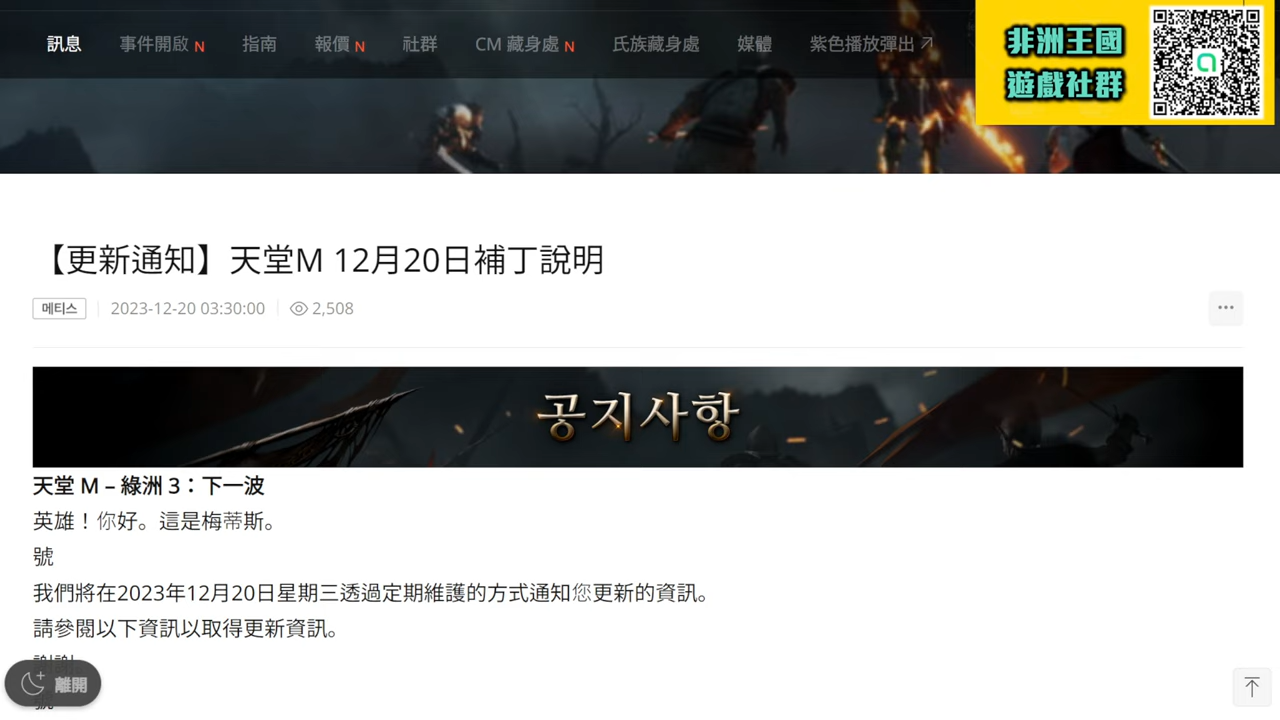 訊息 事件開啟 N 指南 報價 N 社群 CM 藏身處 N 氏族藏身處 媒體 紫色播放彈出
非洲王國
遊戲社群
【更新通知】天堂M 12月20日補丁說明
메티스 2023-12-20 03:30:00 2,508
공지사항
天堂 M – 綠洲 3：下一波
英雄！你好。這是梅蒂斯。
號
我們將在2023年12月20日星期三透過定期維護的方式通知您更新的資訊。
請參閱以下資訊以取得更新資訊。
謝謝
離開
號